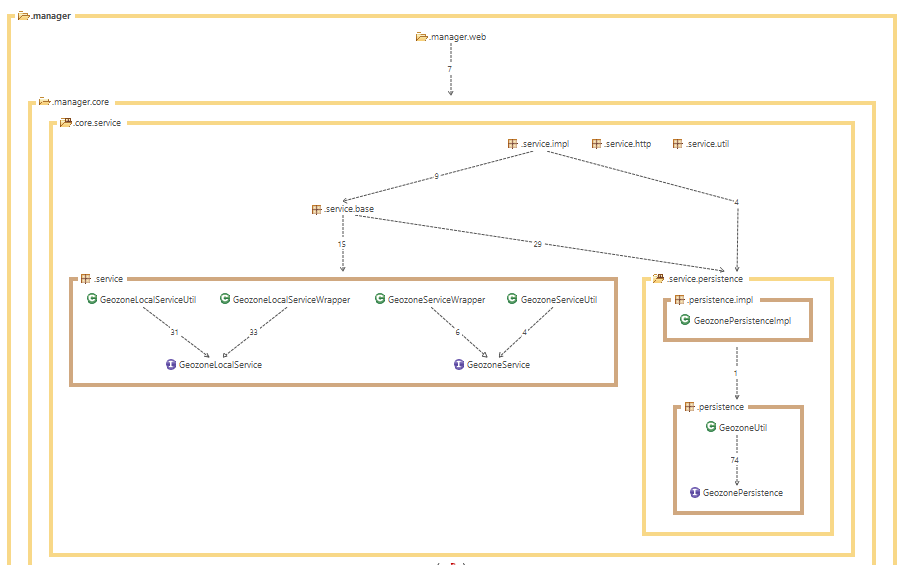 .manager
.manager.web
7
.manager.core
.core.service
.service.impl .service.http .service.util
9
4
.service.base
29
.service
.service.persistence
GeozoneLocalServiceUtil GeozoneLocalServiceWrapper GeozoneServiceWrapper GeozoneServiceUtil
.persistence.impl
GeozonePersistenceImpl
31 33 6 4
GeozoneLocalService GeozoneService
1
.persistence
GeozoneUtil
74
GeozonePersistence